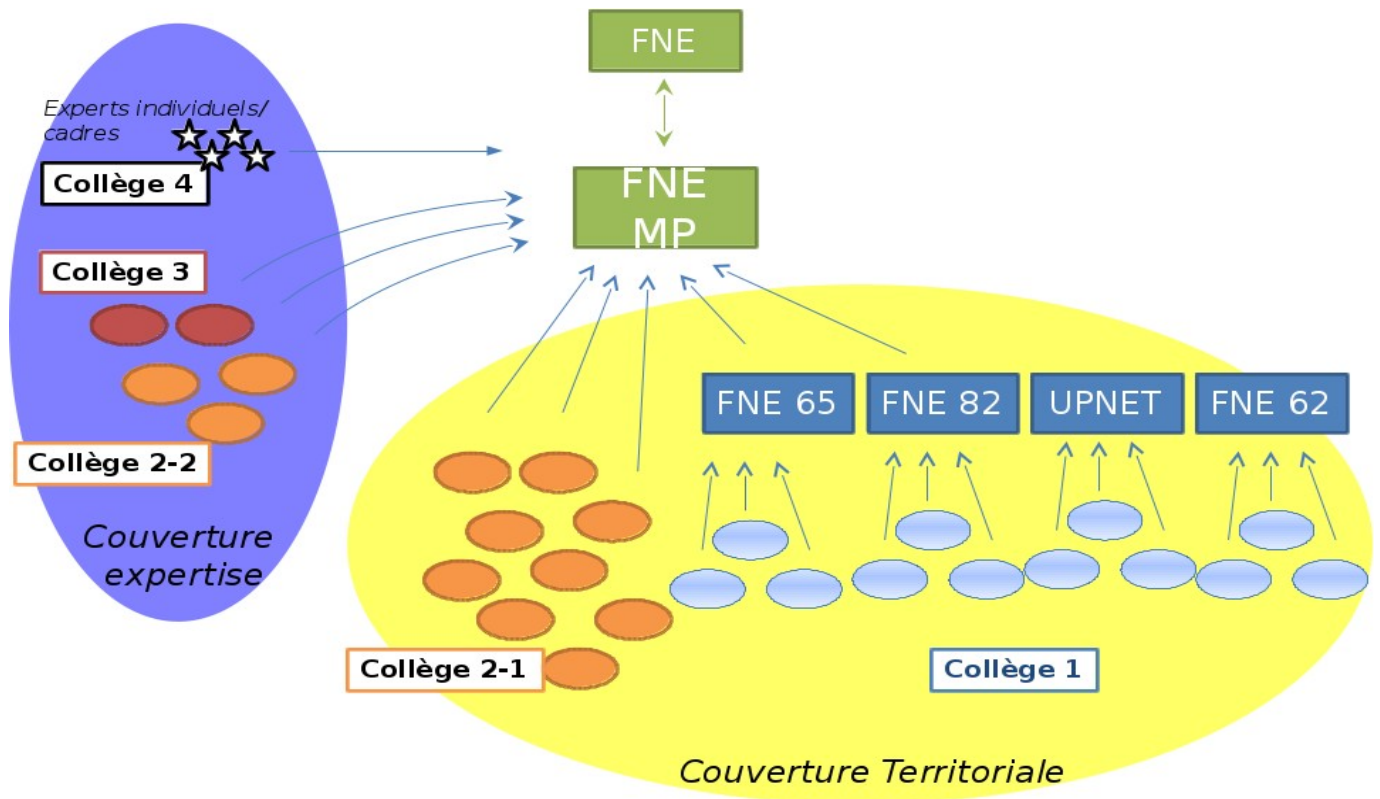 FNE
Experts individuels/
cadres
Collège 4
FNE
MP
Collège 3
FNE 65
FNE 82
UPNET
FNE 62
Collège 2-2
Couverture
expertise
Collège 2-1
Collège 1
Couverture Territoriale